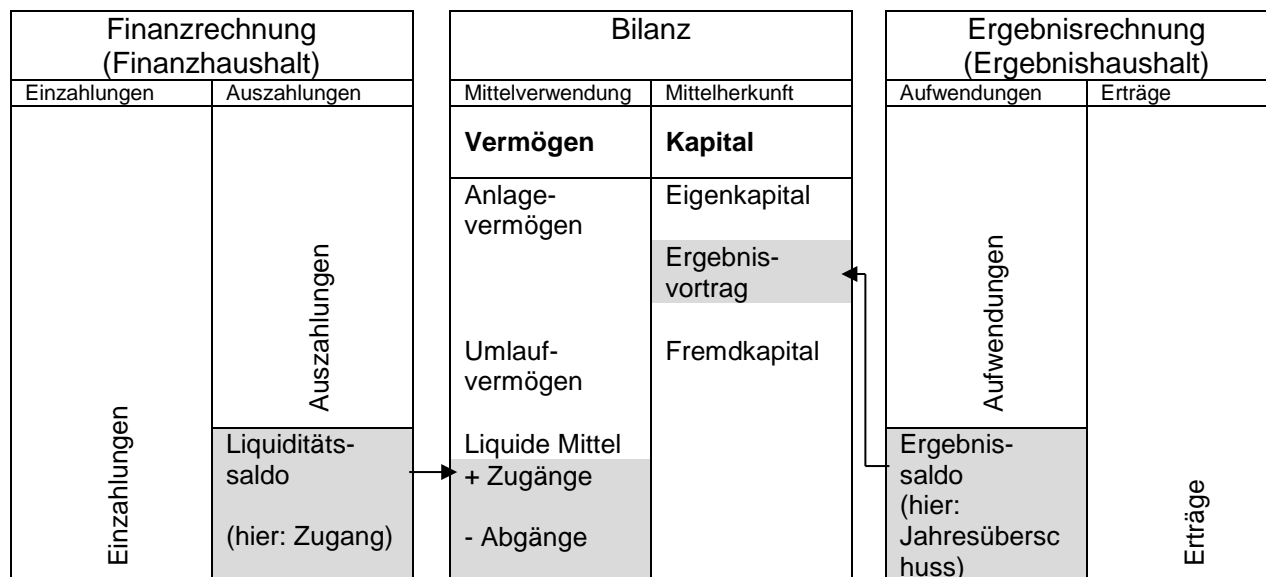 Finanzrechnung
(Finanzhaushalt)
Einzahlungen
Auszahlungen
Einzahlungen
Auszahlungen
Liquiditäts-
saldo
(hier: Zugang)
Bilanz
Mittelverwendung
Mittelherkunft
Vermögen
Kapital
Anlage-
vermögen
Umlauf-
vermögen
Liquide Mittel
+ Zugänge
- Abgänge
Eigenkapital
Ergebnis-
vortrag
Fremdkapital
Ergebnisrechnung
(Ergebnishaushalt)
Aufwendungen
Erträge
Aufwendungen
Ergebnis-
saldo
(hier:
Jahresübersc
huss)
Erträge